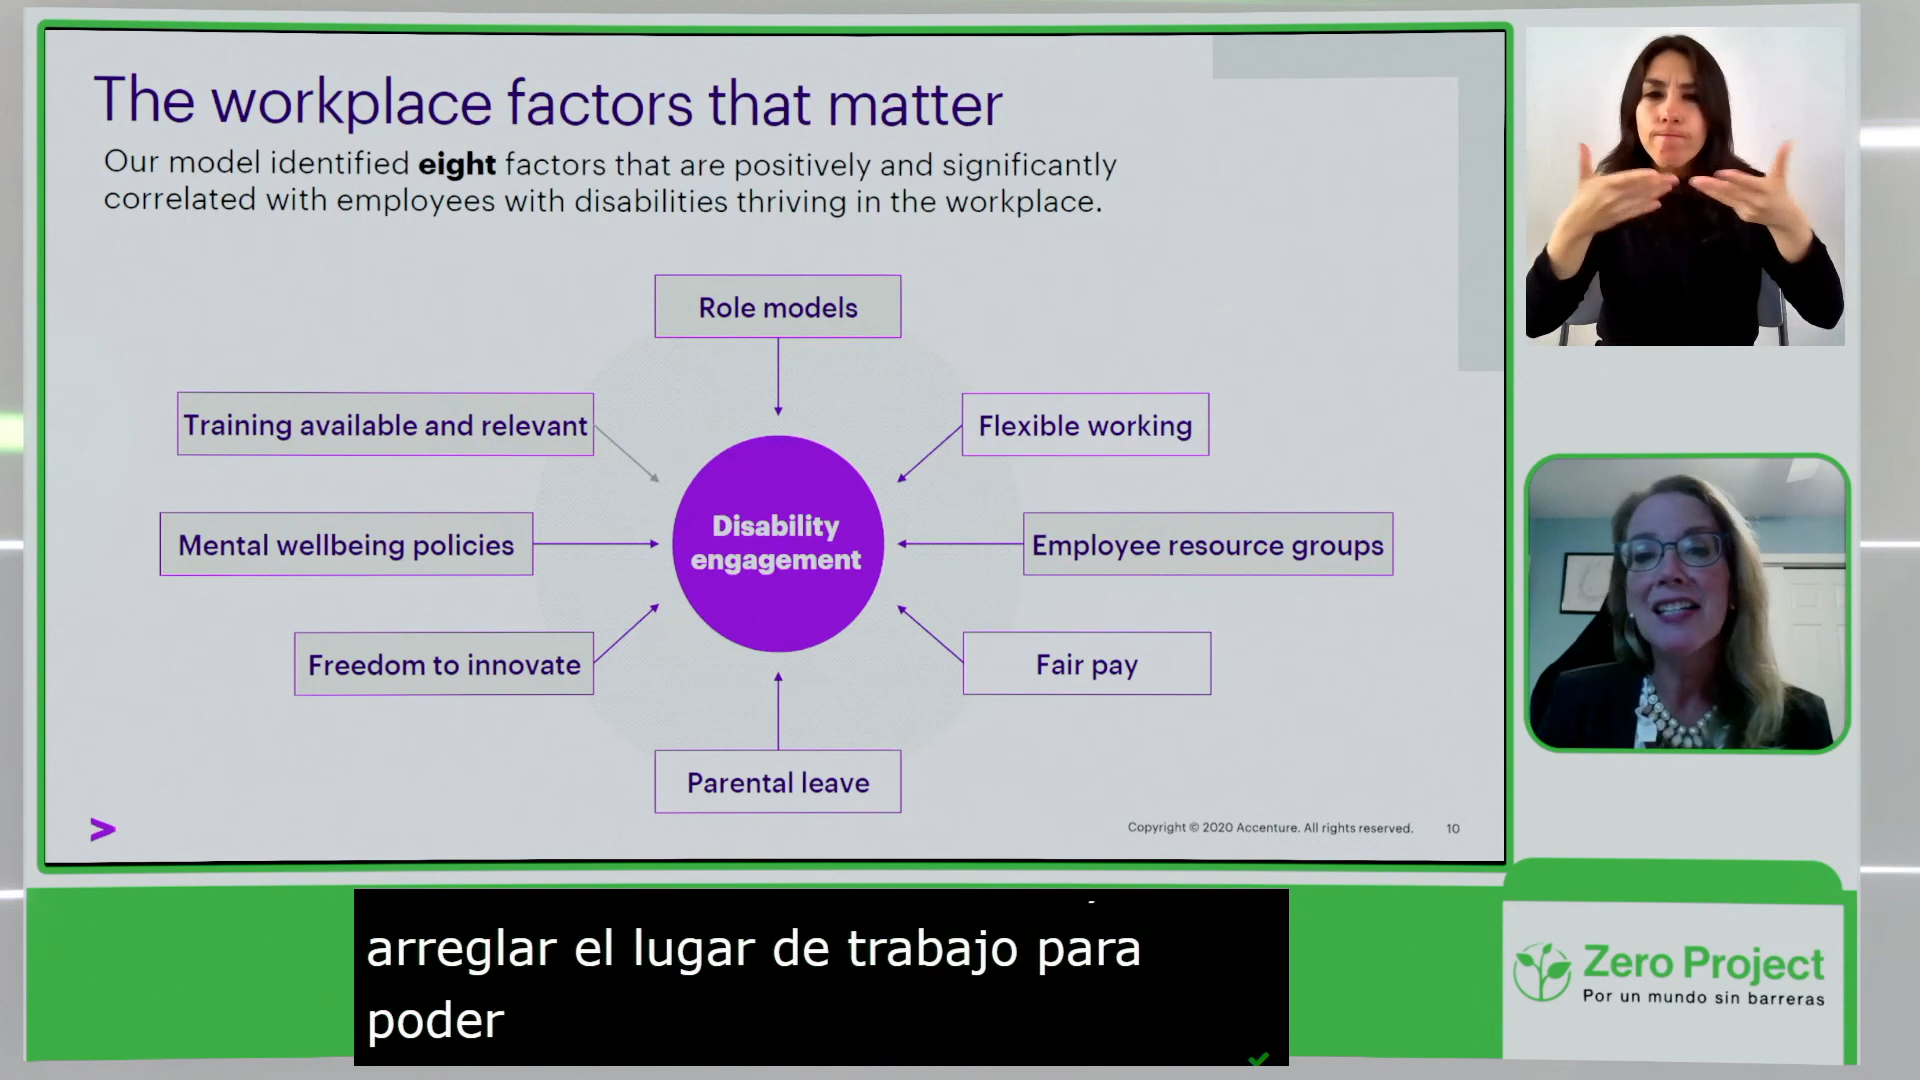 The workplace factors that matter
Our model identified eight factors that are positively and significantly
correlated with employees with disabilities thriving in the workplace.
Role models
Training available and relevant
Flexible working
Disability
engagement
Mental wellbeing policies
Employee resource groups
Freedom to innovate
Fair pay
Parental leave
Copyright © 2020 Accenture. All rights reserved.
10
arreglar el lugar de trabajo para
poder
Zero Project
Por un mundo sin barreras